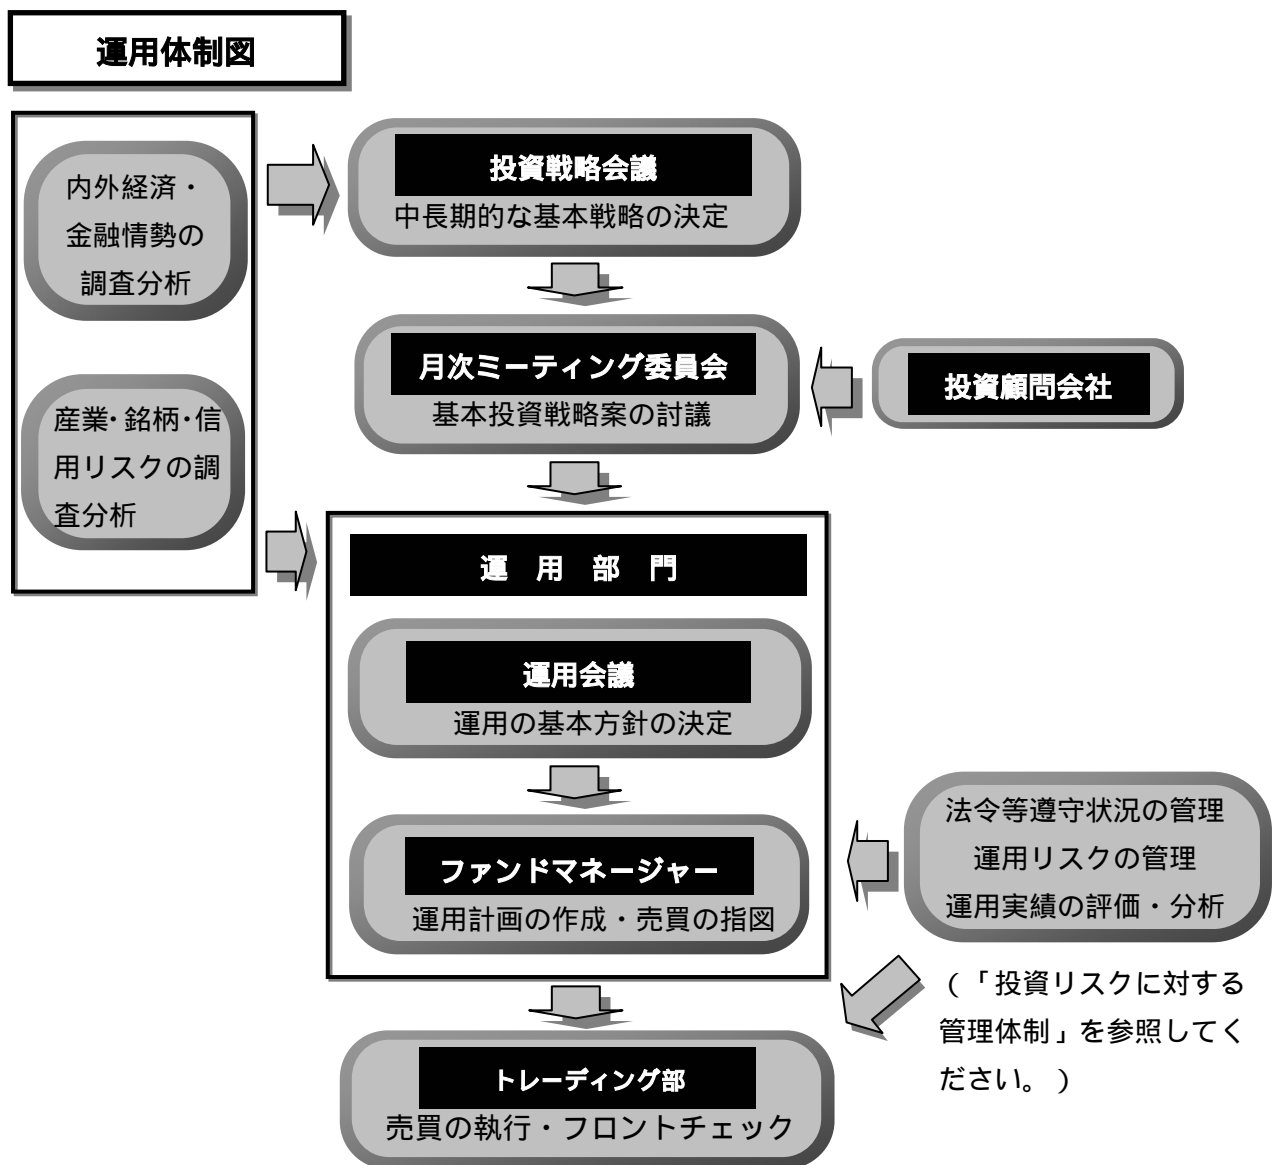 運用体制図
内外経済・
金融情勢の
調査分析
産業・銘柄・信
用リスクの調
査分析
投資戦略会議
中長期的な基本戦略の決定
月次ミーティング委員会
基本投資戦略案の討議
投資顧問会社
運 用 部 門
運用会議
運用の基本方針の決定
ファンドマネージャー
運用計画の作成・売買の指図
法令等遵守状況の管理
運用リスクの管理
運用実績の評価・分析
(「投資リスクに対する
管理体制」を参照してく
ださい。)
トレーディング部
売買の執行・フロントチェック